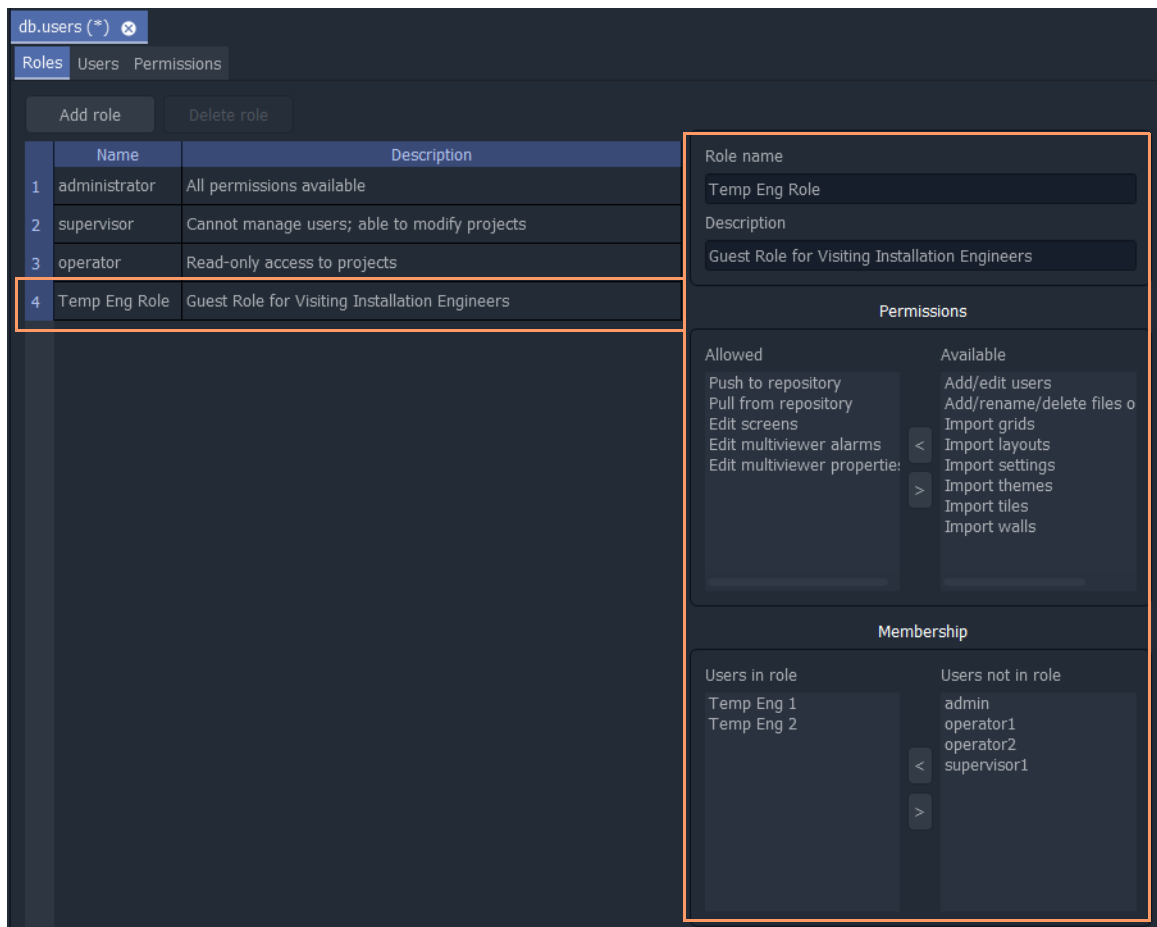 db.users (*)
Roles Users Permissions
Add role Delete role
Name Description
1 administrator All permissions available
2 supervisor Cannot manage users; able to modify projects
3 operator Read-only access to projects
4 Temp Eng Role Guest Role for Visiting Installation Engineers
Role name
Temp Eng Role
Description
Guest Role for Visiting Installation Engineers
Permissions
Allowed
Push to repository
Pull from repository
Edit screens
Edit multiviewer alarms
Edit multiviewer
<
>
Available
Add/edit users
Add/rename/delete files o
Import grids
Import layouts
Import settings
Import themes
Import tiles
Import walls
Membership
Users in role
Temp Eng 1
Temp Eng 2
<
>
Users not in role
admin
operator1
operator2
supervisor1